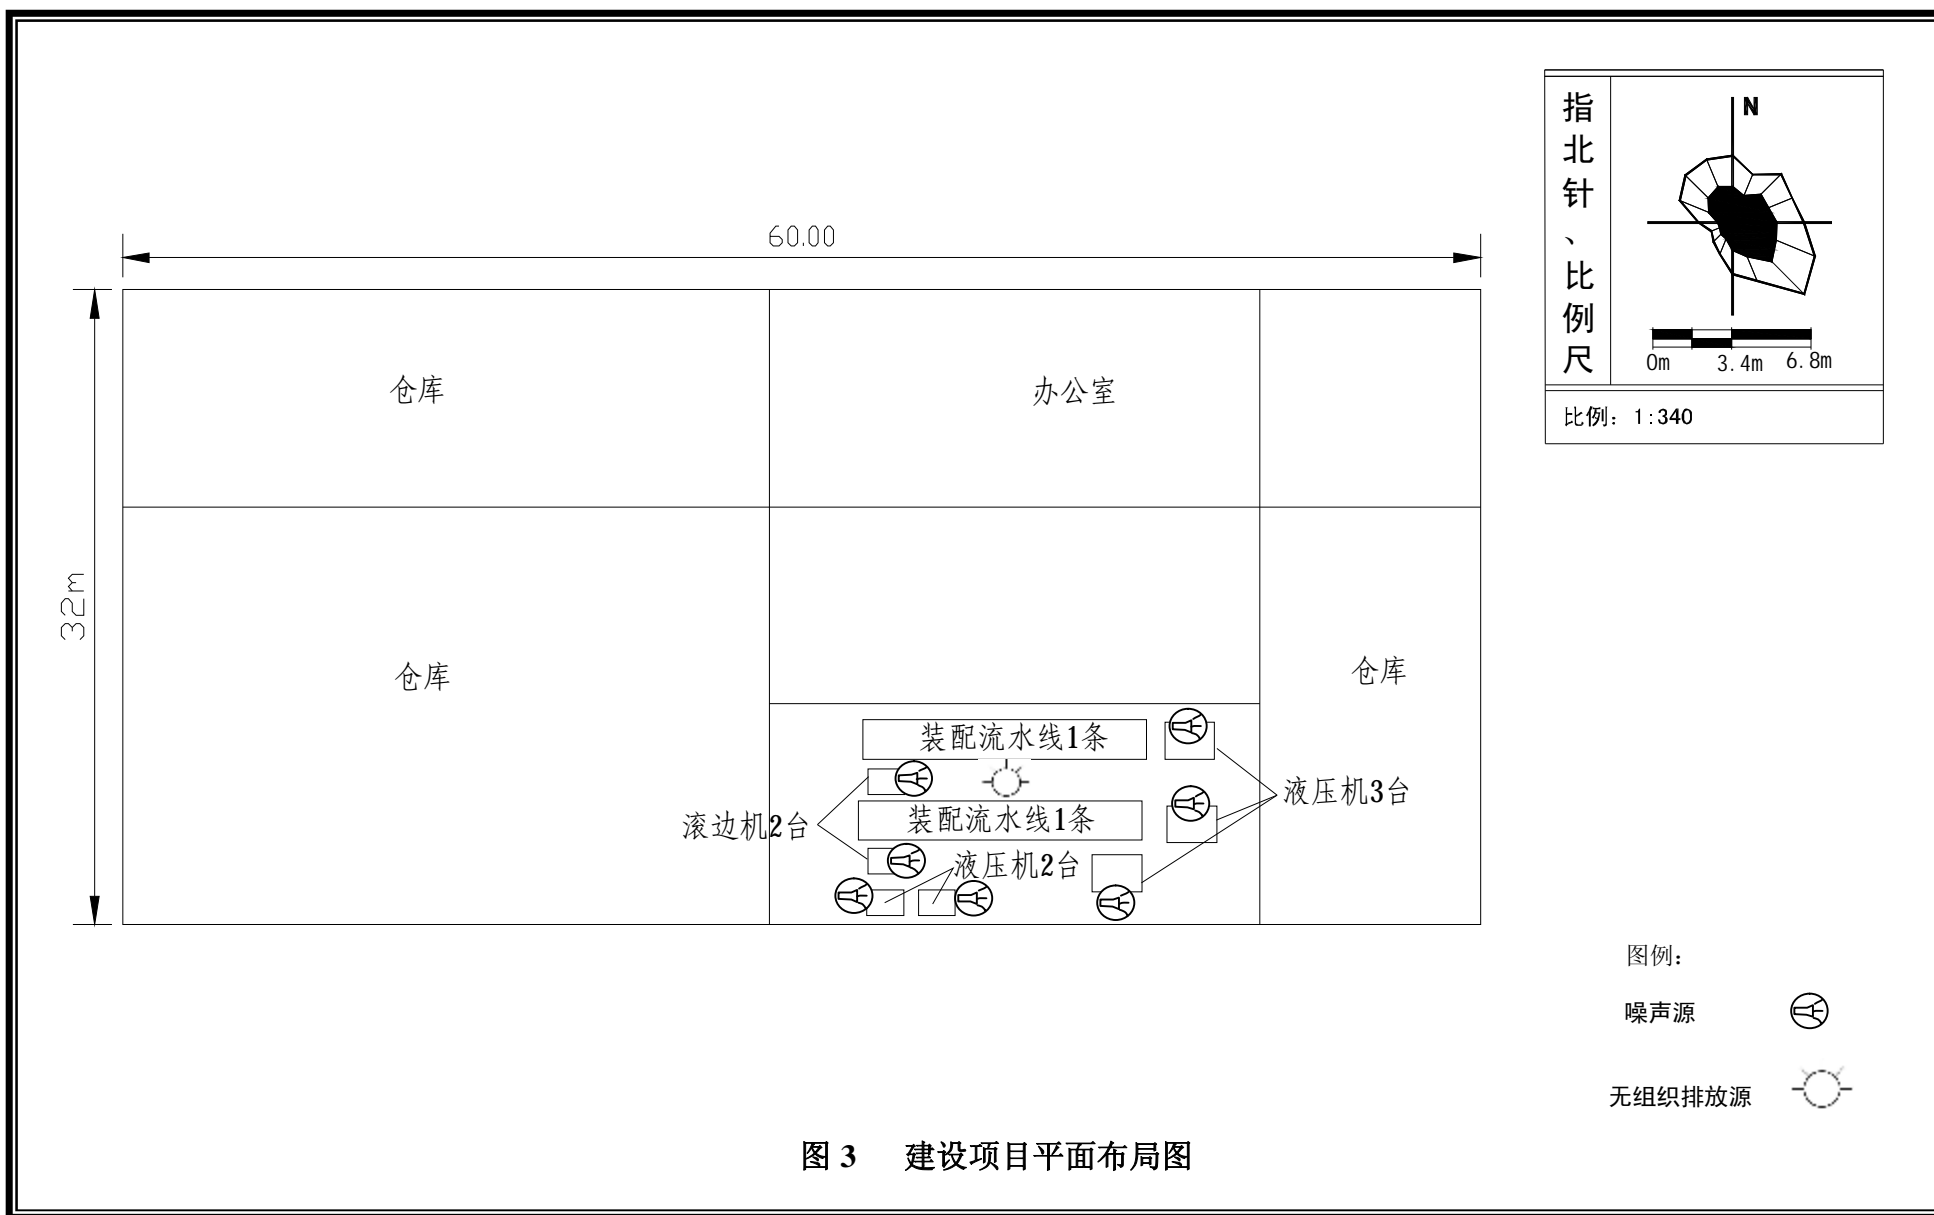 指北针、比例尺
N
0m 3.4m 6.8m
比例：1:340
60.00
32m
仓库
办公室
仓库
仓库
装配流水线1条
液压机3台
装配流水线1条
滚边机2台
液压机2台
图例：
噪声源
无组织排放源
图 3 建设项目平面布局图